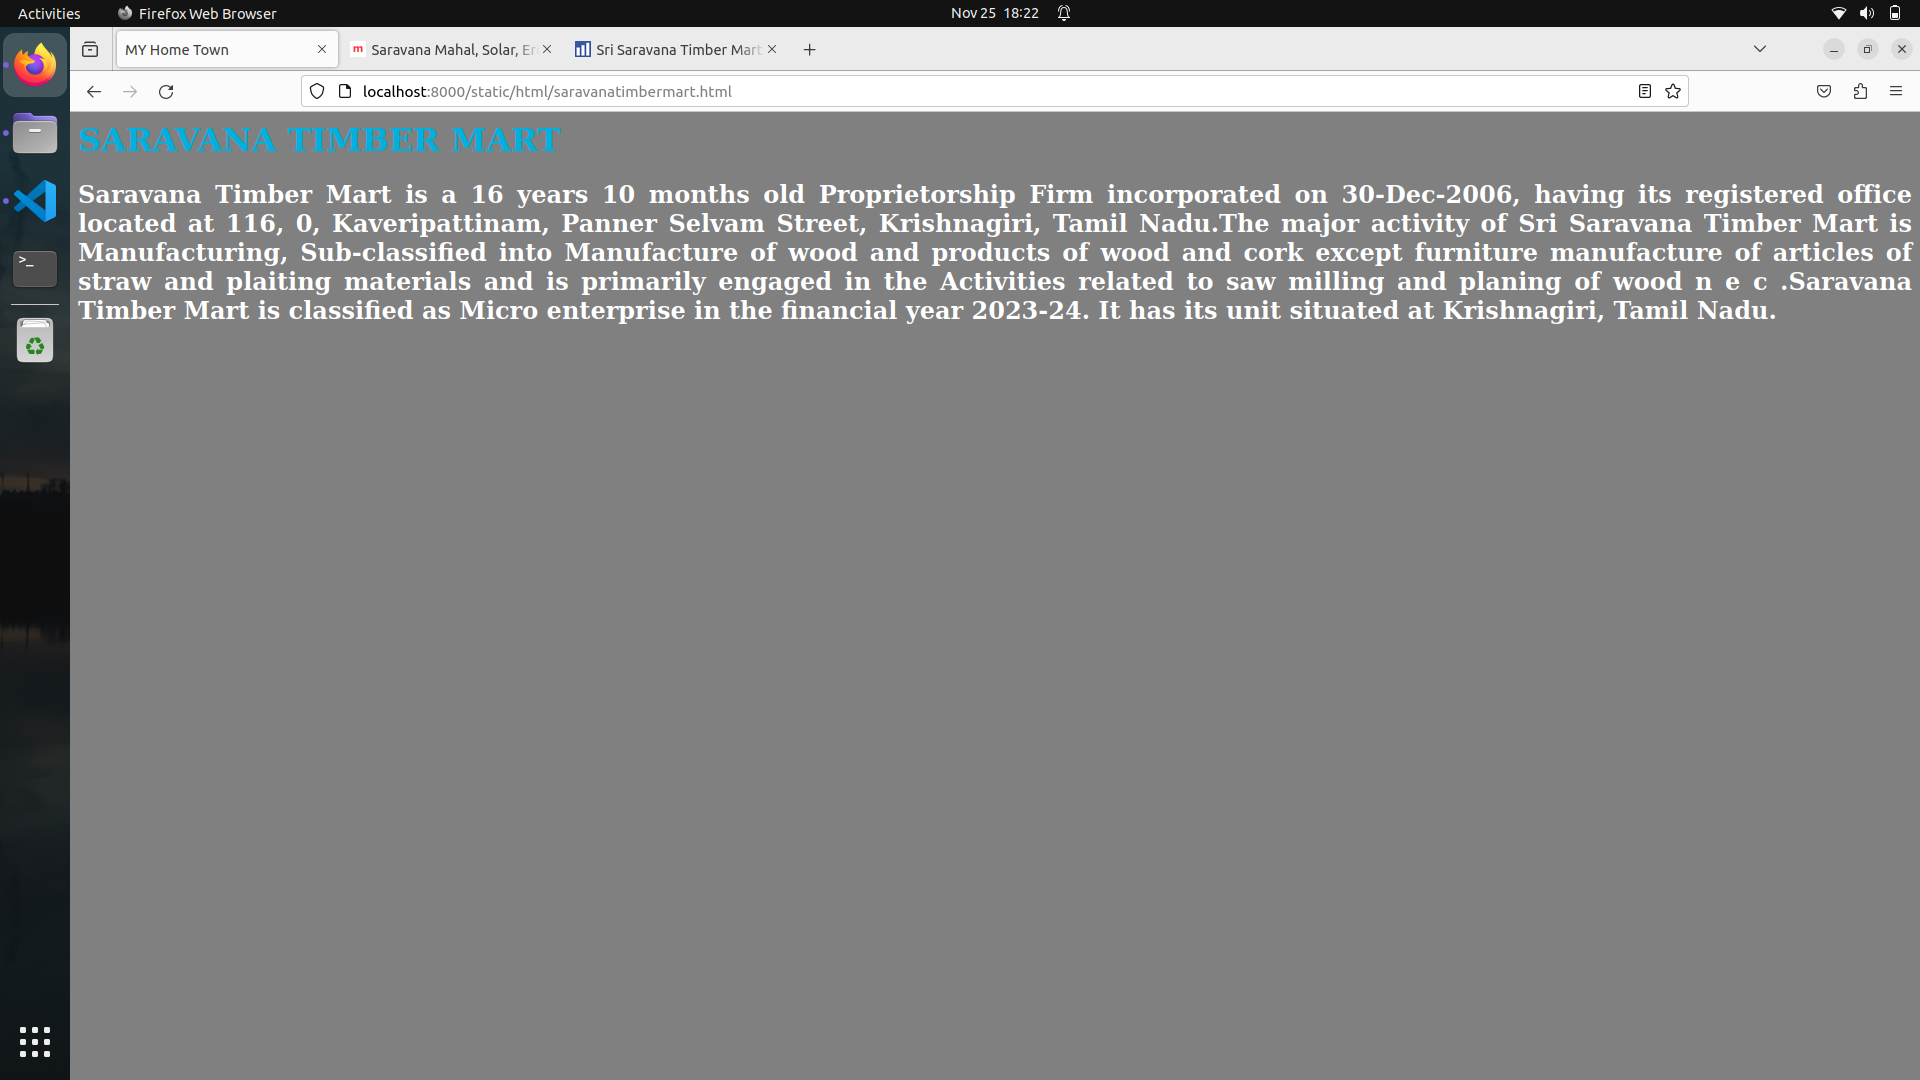 Activities Firefox Web Browser Nov 25 18:22
MY Home Town Saravana Mahal, Solar, Er Sri Saravana Timber Mart
localhost:8000/static/html/saravanatimbermart.html
SARAVANA TIMBER MART
Saravana Timber Mart is a 16 years 10 months old Proprietorship Firm incorporated on 30-Dec-2006, having its registered office
located at 116, 0, Kaveripattinam, Panner Selvam Street, Krishnagiri, Tamil Nadu.The major activity of Sri Saravana Timber Mart is
Manufacturing, Sub-classified into Manufacture of wood and products of wood and cork except furniture manufacture of articles of
straw and plaiting materials and is primarily engaged in the Activities related to saw milling and planing of wood n e c .Saravana
Timber Mart is classified as Micro enterprise in the financial year 2023-24. It has its unit situated at Krishnagiri, Tamil Nadu.